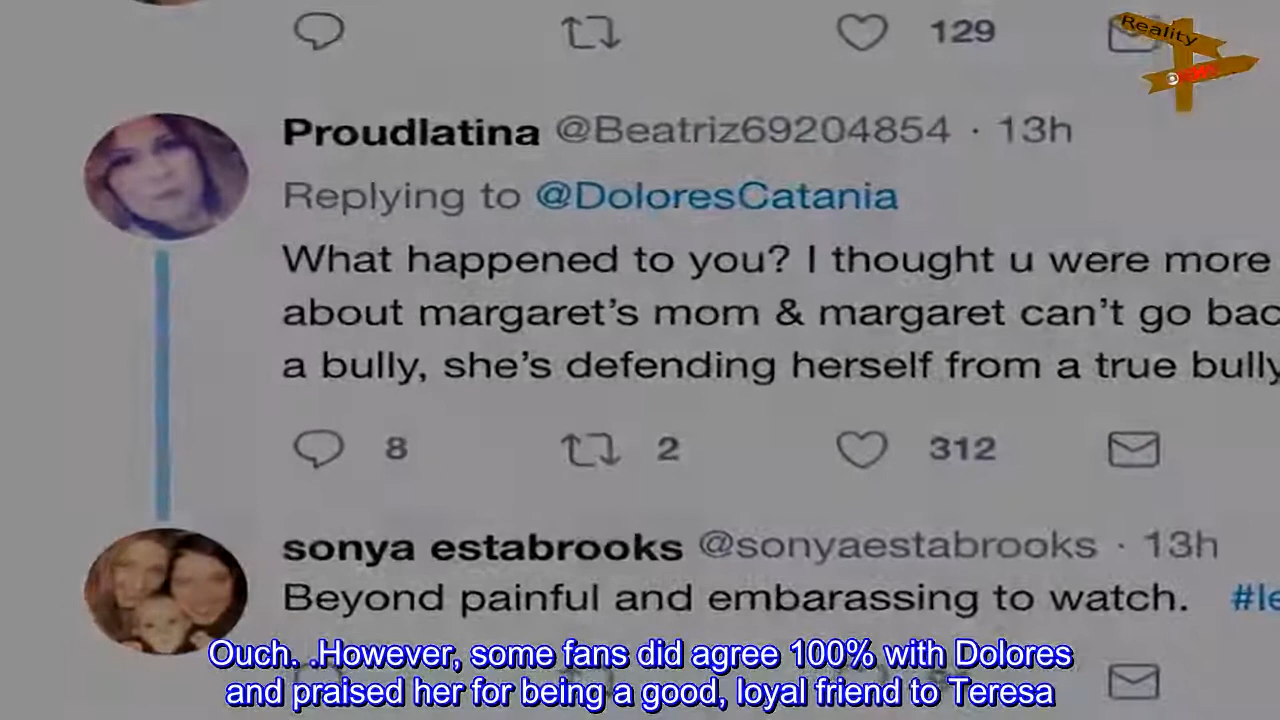 129
Reality
Proudlatina @Beatriz69204854 · 13h
Replying to @DoloresCatania
What happened to you? I thought u were more
about margaret's mom & margaret can't go bac
a bully, she's defending herself from a true bully
8 2 312
sonya estabrooks @sonyaestabrooks · 13h
Beyond painful and embarassing to watch. #le
Ouch. .However, some fans did agree 100% with Dolores
and praised her for being a good, loyal friend to Teresa